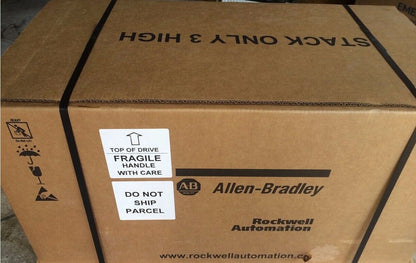 STACK ONLY 3 HIGH
TOP OF DRIVE
FRAGILE
HANDLE
WITH CARE
DO NOT
SHIP
PARCEL
AB
Allen-Bradley
Rockwell
Automation
www.rockwellautomation.c